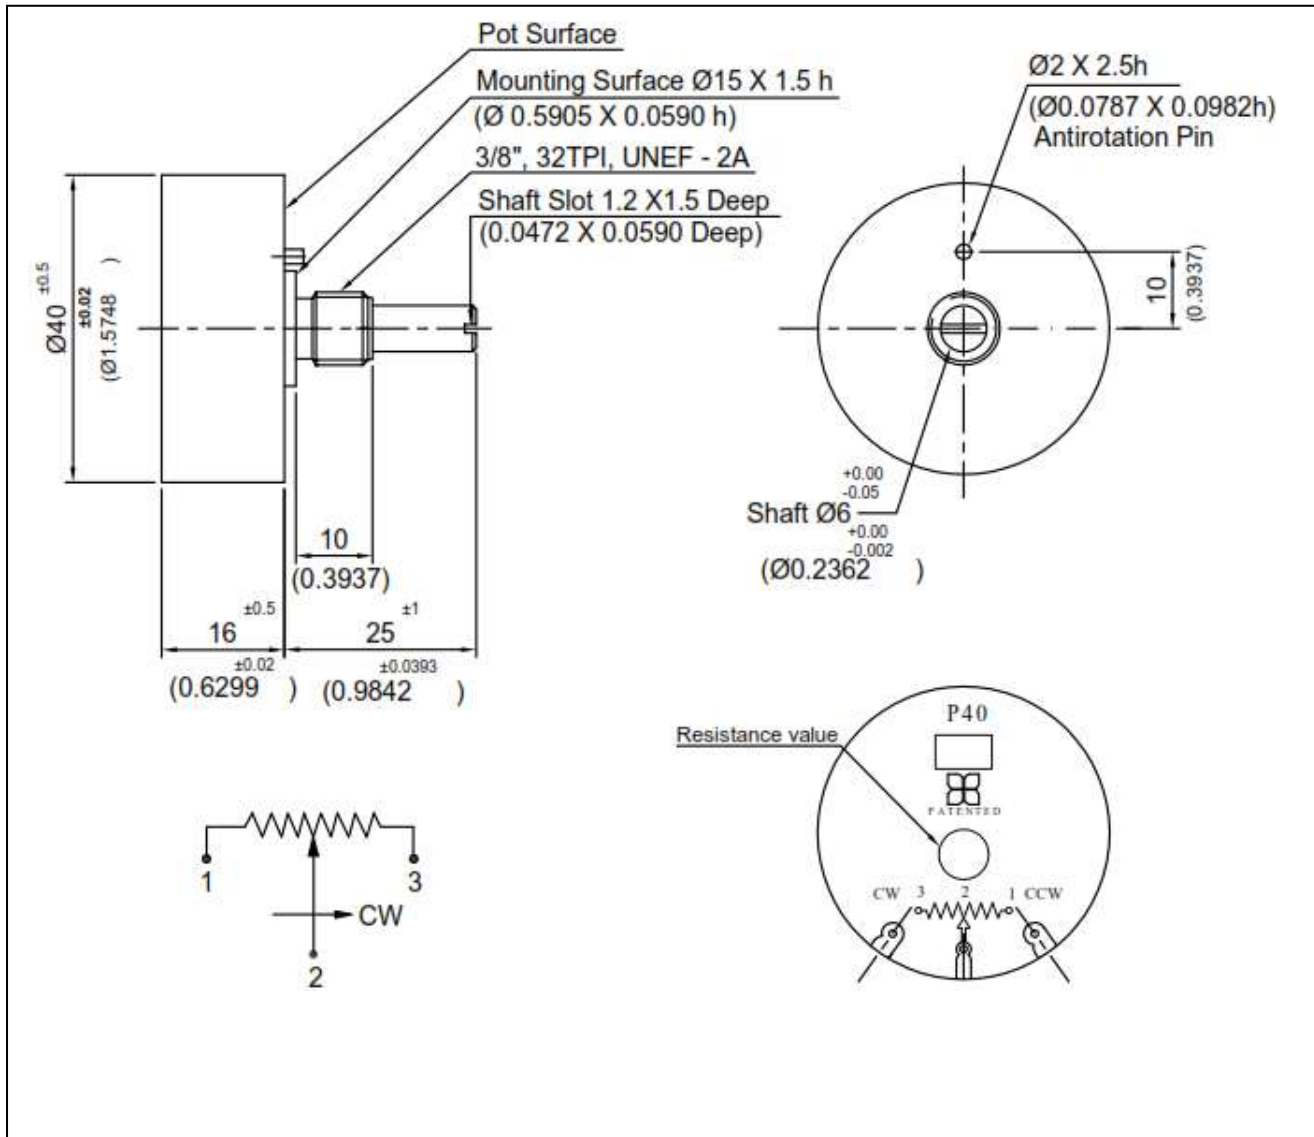 Pot Surface
Mounting Surface Ø15 X 1.5 h
(Ø 0.5905 X 0.0590 h)
3/8", 32TPI, UNEF - 2A
Shaft Slot 1.2 X1.5 Deep
(0.0472 X 0.0590 Deep)
Ø40 ±0.5
(Ø1.5748 ±0.02 )
10
(0.3937)
16 ±0.5
(0.6299 ±0.02 )
25 ±1
(0.9842 ±0.0393 )
Ø2 X 2.5h
(Ø0.0787 X 0.0982h)
Antirotation Pin
10
(0.3937)
+0.00
-0.05
Shaft Ø6
+0.00
-0.002
(Ø0.2362 )
1
3
CW
2
Resistance value
P40
PATENTED
CW 3 2 1 CCW